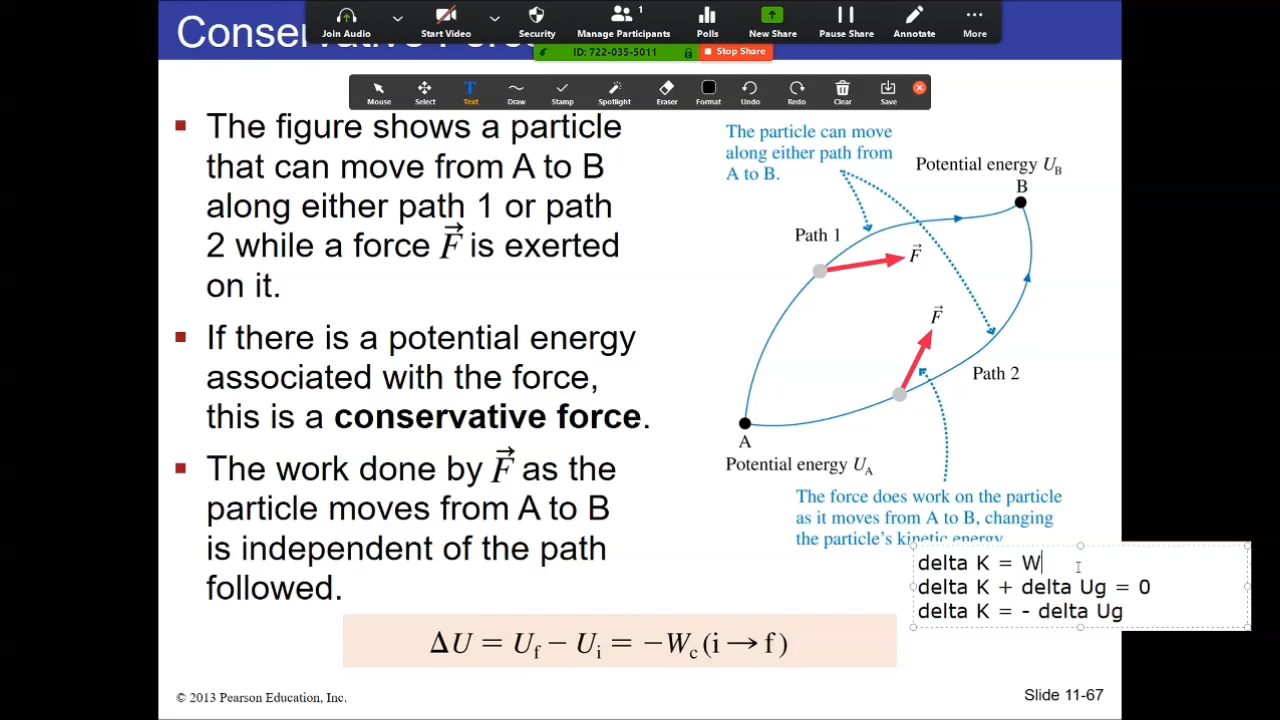 Join Audio
Start Video
Security
1
Manage Participants
Polls
New Share
Pause Share
Annotate
More
ID: 722-035-5011
Stop Share
Mouse
Select
Text
Draw
Stamp
Spotlight
Eraser
Format
Undo
Redo
Clear
Save
The figure shows a particle
that can move from A to B
along either path 1 or path
2 while a force F⃗ is exerted
on it.
If there is a potential energy
associated with the force,
this is a conservative force.
The work done by F⃗ as the
particle moves from A to B
is independent of the path
followed.
The particle can move
along either path from
A to B.
Potential energy U_B
B
Path 1
F⃗
F⃗
Path 2
A
Potential energy U_A
The force does work on the particle
as it moves from A to B, changing
the particle's kinetic energy
delta K = W
delta K + delta Ug = 0
delta K = - delta Ug
ΔU = U_f − U_i = −W_c (i → f)
© 2013 Pearson Education, Inc.
Slide 11-67